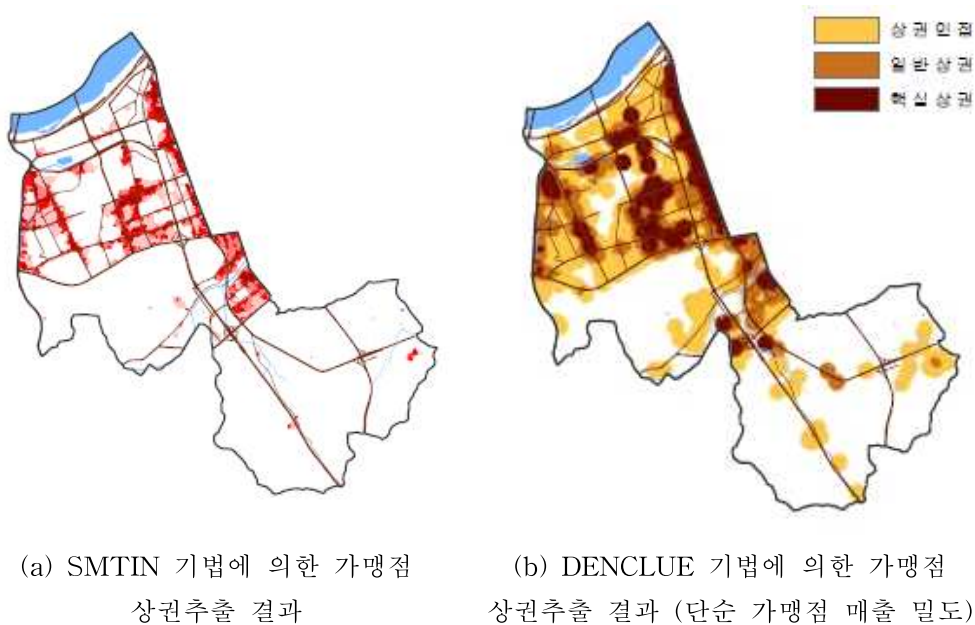 상권인접
일반상권
핵심상권
(a) SMTIN 기법에 의한 가맹점
상권추출 결과
(b) DENCLUE 기법에 의한 가맹점
상권추출 결과 (단순 가맹점 매출 밀도)